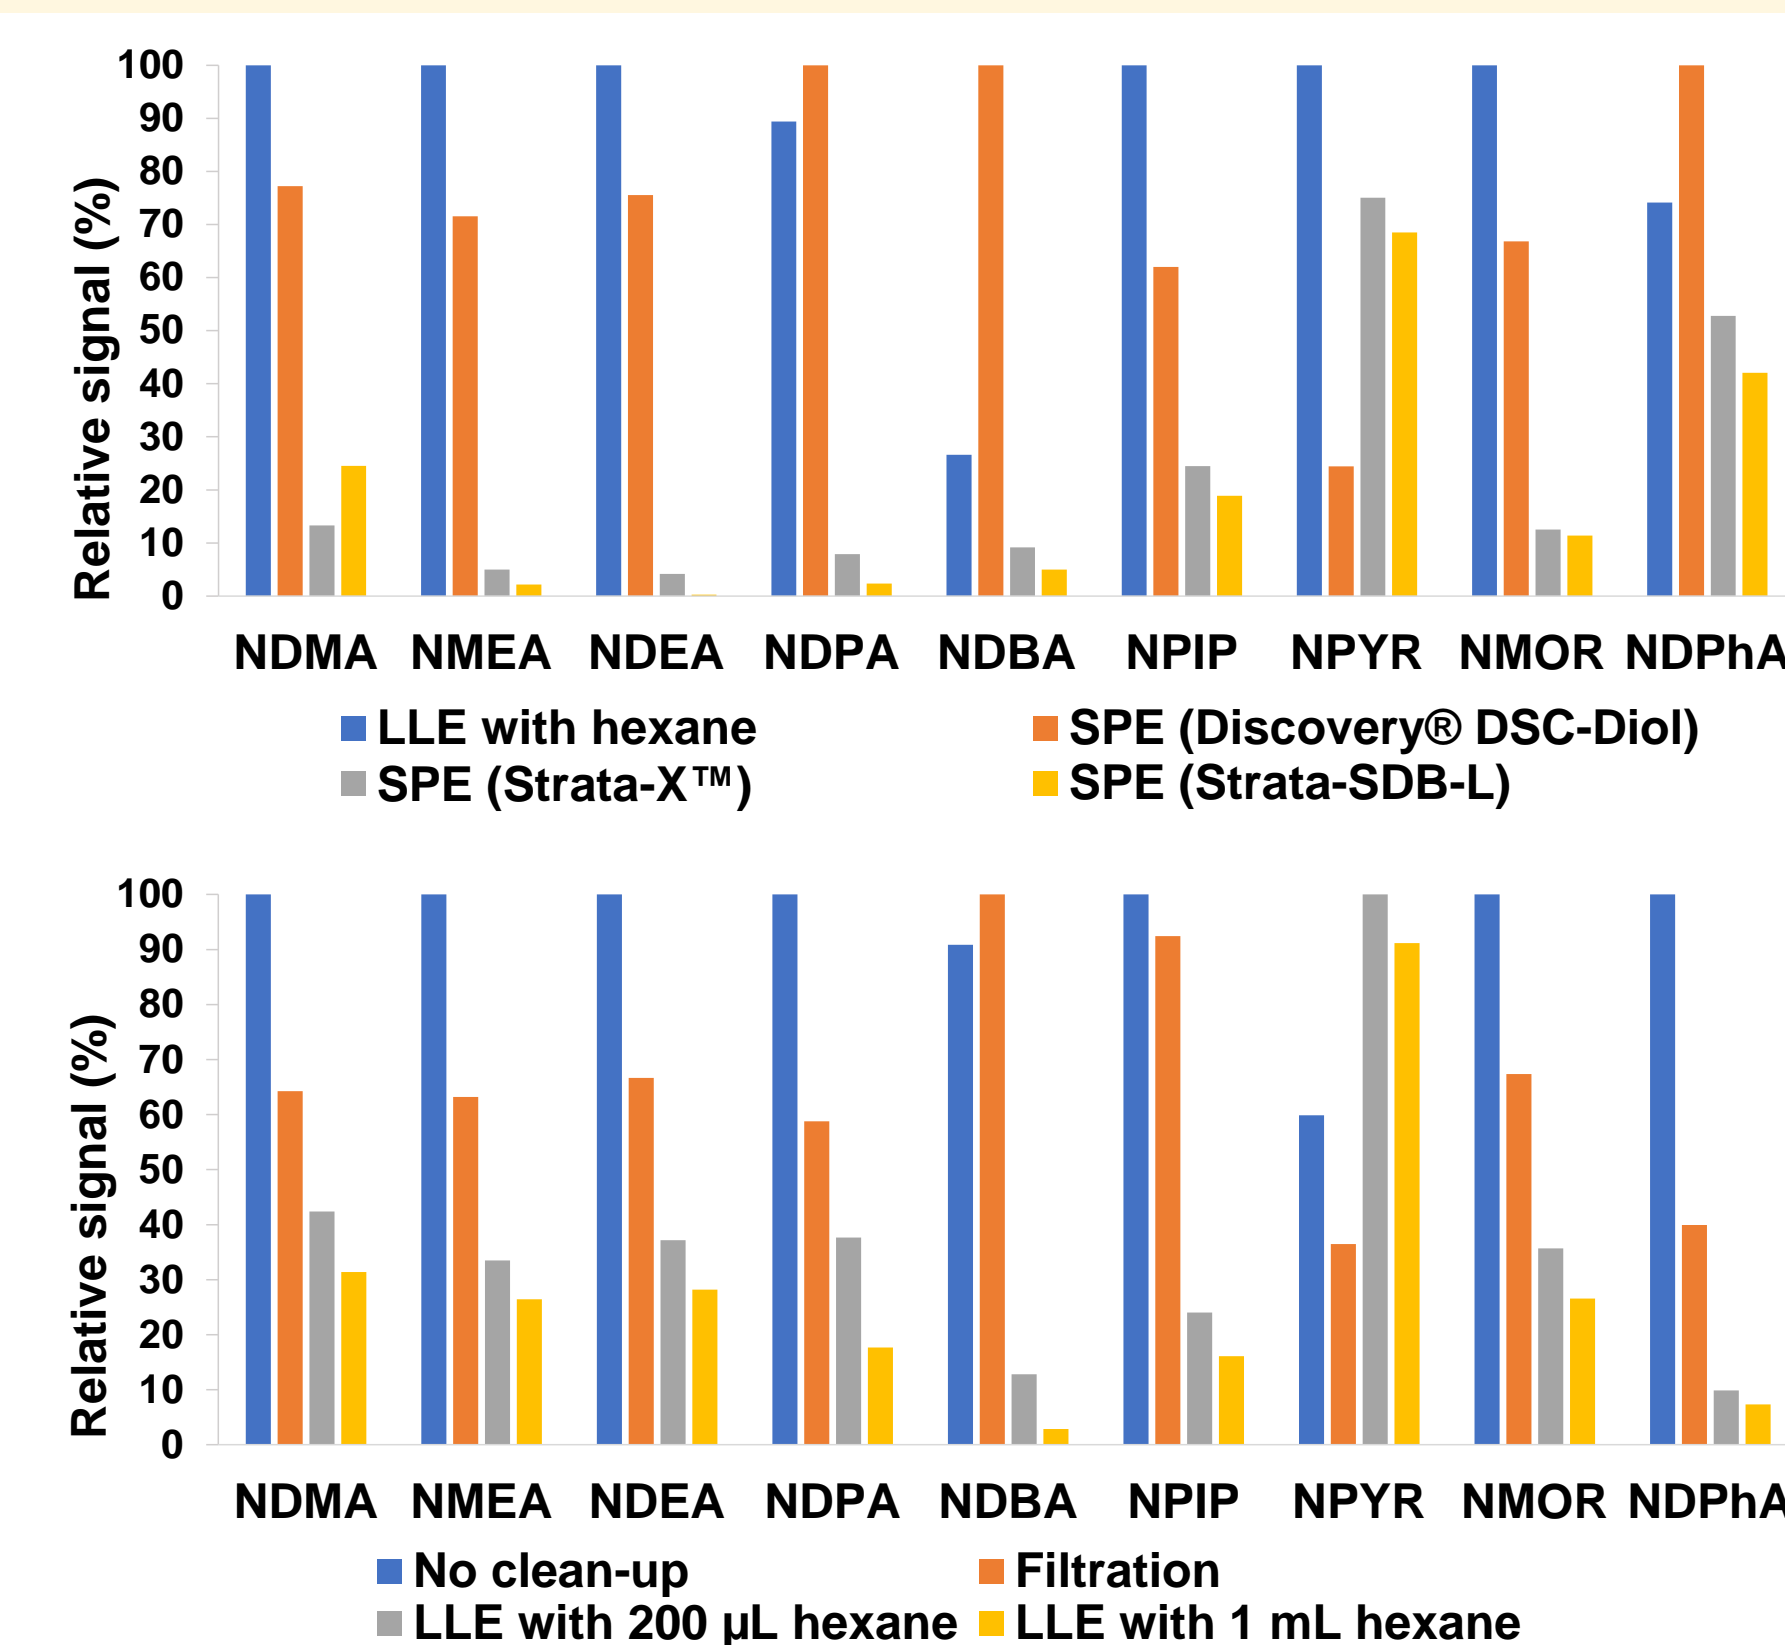 100
90
80
70
60
50
40
30
20
10
0
Relative signal (%)
NDMA NMEA NDEA NDPA NDBA NPIP NPYR NMOR NDPhA
LLE with hexane SPE (Discovery® DSC-Diol)
SPE (Strata-X™) SPE (Strata-SDB-L)
100
90
80
70
60
50
40
30
20
10
0
Relative signal (%)
NDMA NMEA NDEA NDPA NDBA NPIP NPYR NMOR NDPhA
No clean-up Filtration
LLE with 200 µL hexane LLE with 1 mL hexane